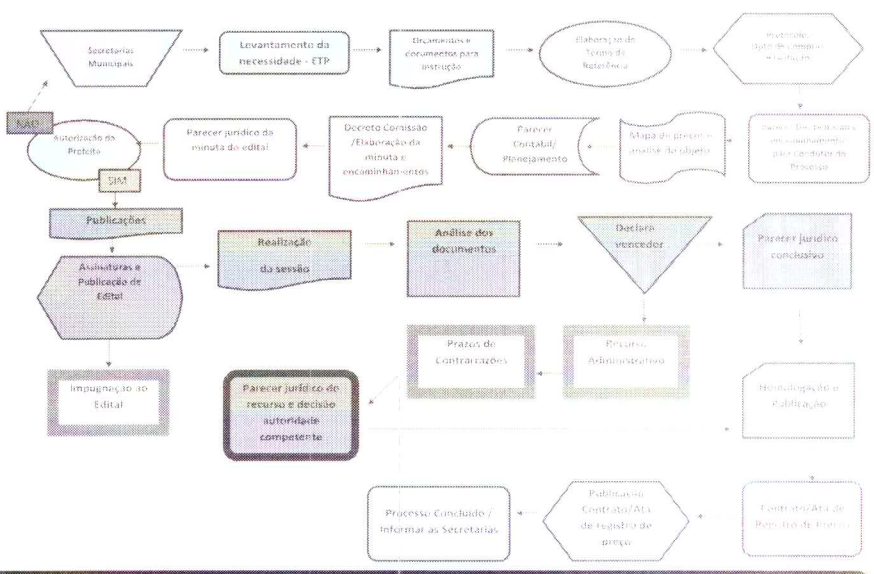 Secretarias
Municipais
Levantamento da
necessidade - ETP
Orçamentos e
documentos para
instrução
Elaboração do
Termo de
Referência
Mapa de preços e
análise do objeto
Parecer
Contábil/
Planejamento
Decreto Comissão
/Elaboração da
minuta e
encaminhamentos
Parecer jurídico da
minuta do edital
NÃO
Autorização da
Prefeita
SIM
Publicações
Assinaturas e
Publicação de
Edital
Impugnação ao
Edital
Realização
da sessão
Análise dos
documentos
Declara
vencedor
Parecer jurídico
conclusivo
Recurso
Administrativo
Prazos de
Contrarrazões
Parecer jurídico do
recurso e decisão
autoridade
competente
Homologação e
Publicação
Contrato/Ata de
Registro de Preço
Publicação
Contrato/Ata
de registro de
preço
Processo Concluído /
Informar as Secretarias